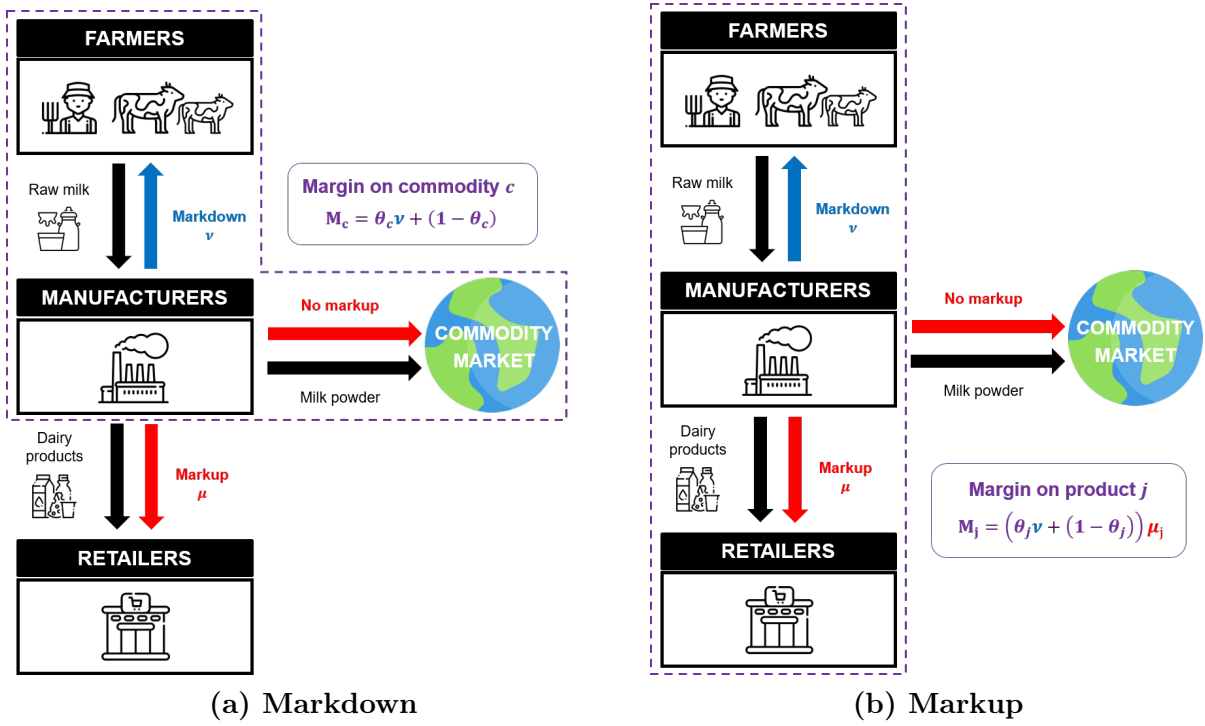 FARMERS
Raw milk
Markdown
ν
Margin on commodity c
M_c = θ_c ν + (1 − θ_c)
MANUFACTURERS
No markup
COMMODITY
MARKET
Milk powder
Dairy
products
Markup
μ
RETAILERS
(a) Markdown
FARMERS
Raw milk
Markdown
ν
MANUFACTURERS
No markup
COMMODITY
MARKET
Milk powder
Dairy
products
Markup
μ
Margin on product j
M_j = (θ_j ν + (1 − θ_j)) μ_j
RETAILERS
(b) Markup